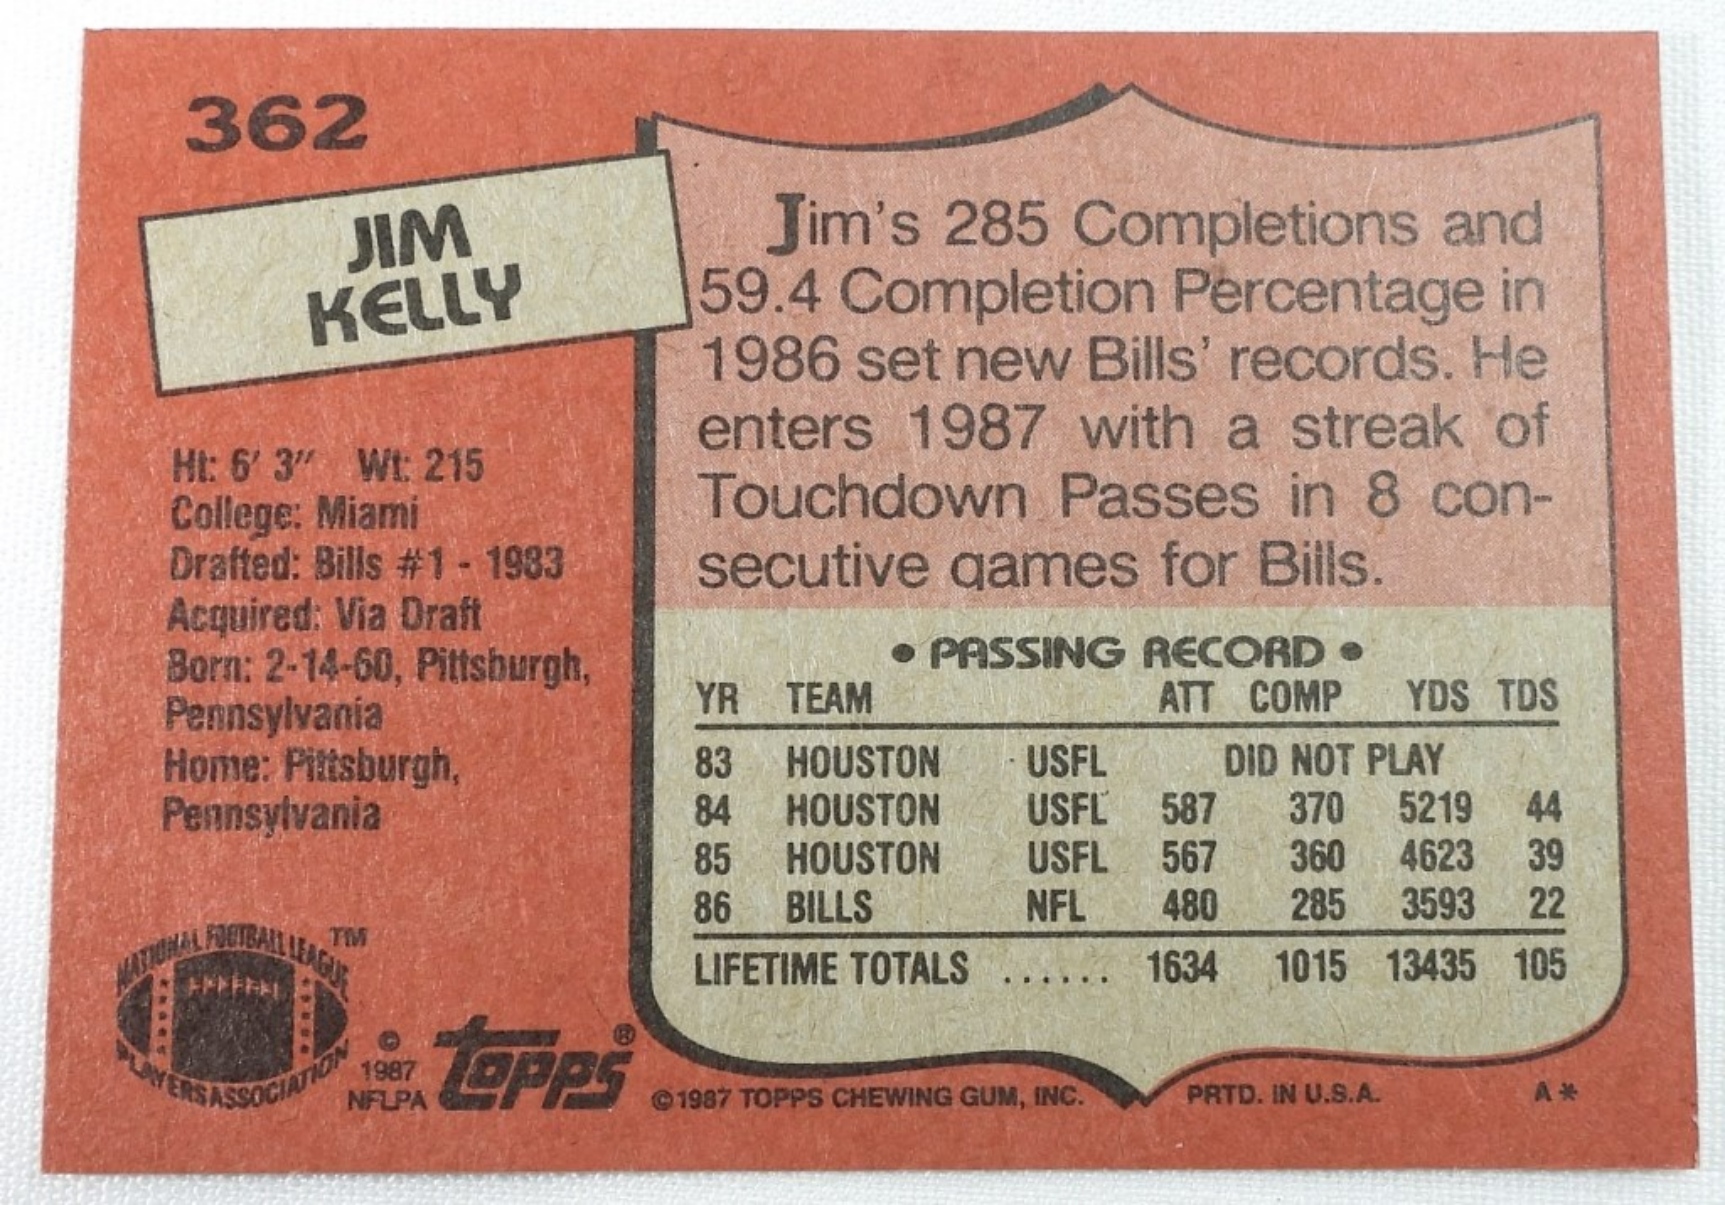 362
JIM
KELLY
Ht: 6' 3" Wt: 215
College: Miami
Drafted: Bills #1 - 1983
Acquired: Via Draft
Born: 2-14-60, Pittsburgh,
Pennsylvania
Home: Pittsburgh,
Pennsylvania
NATIONAL FOOTBALL LEAGUE TM
PLAYERS ASSOCIATION
©
1987
NFLPA
topps®
Jim's 285 Completions and
59.4 Completion Percentage in
1986 set new Bills' records. He
enters 1987 with a streak of
Touchdown Passes in 8 con-
secutive games for Bills.
• PASSING RECORD •
YR TEAM ATT COMP YDS TDS
83 HOUSTON USFL DID NOT PLAY
84 HOUSTON USFL 587 370 5219 44
85 HOUSTON USFL 567 360 4623 39
86 BILLS NFL 480 285 3593 22
LIFETIME TOTALS ...... 1634 1015 13435 105
©1987 TOPPS CHEWING GUM, INC. PRTD. IN U.S.A. A*